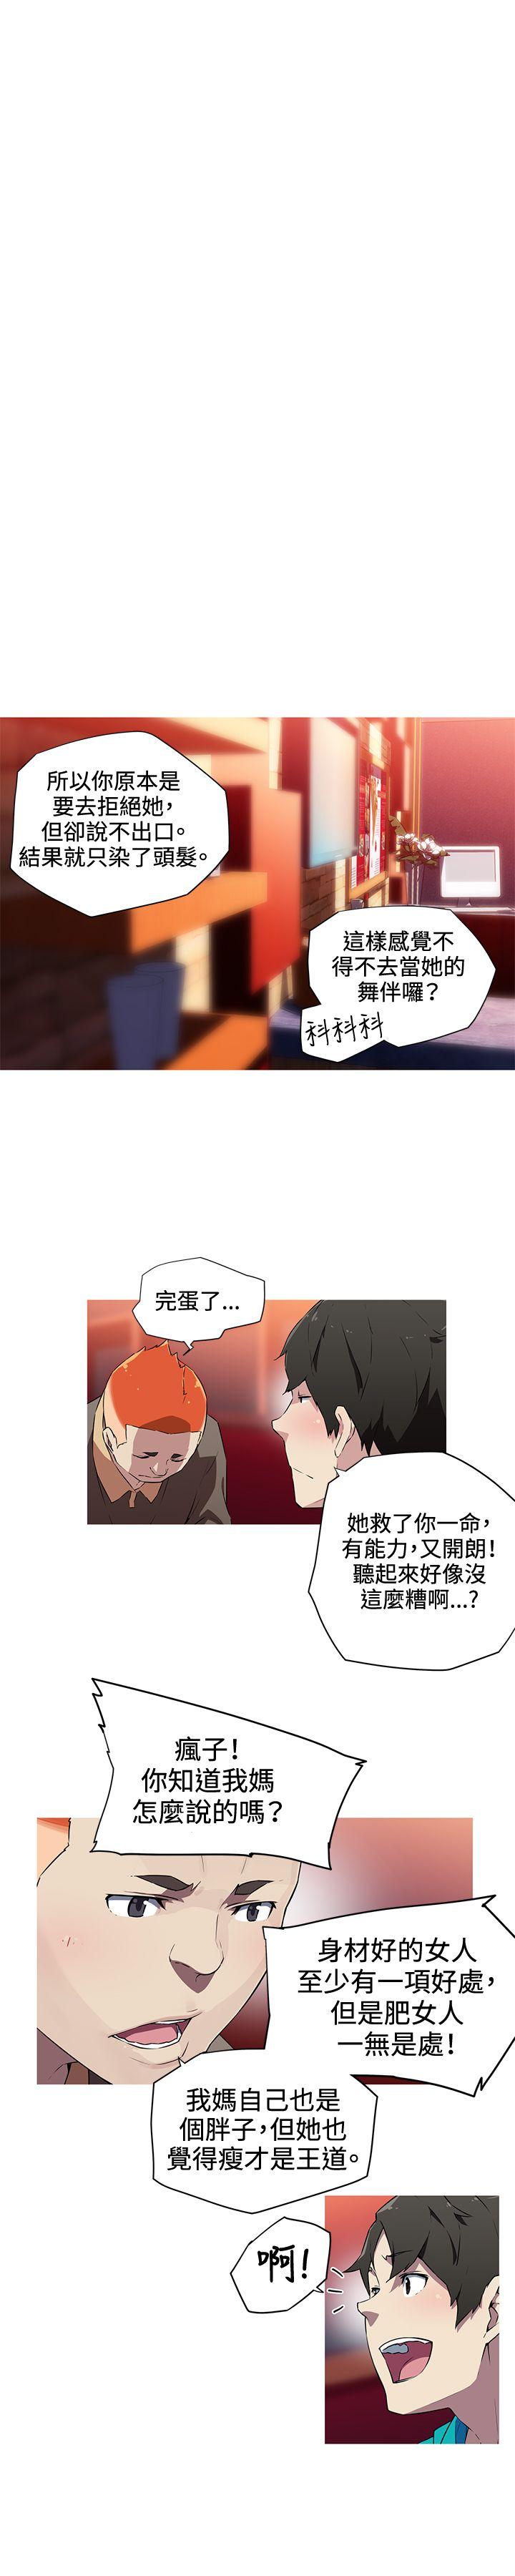 所以你原本是
要去拒絕她，
但卻說不出口。
結果就只染了頭髮。
這樣感覺不
得不去當她的
舞伴囉？
科科科
完蛋了...
她救了你一命，
有能力，又開朗！
聽起來好像沒
這麼糟啊...?
瘋子！
你知道我媽
怎麼說的嗎？
身材好的女人
至少有一項好處，
但是肥女人
一無是處！
我媽自己也是
個胖子，但她也
覺得瘦才是王道。
啊！